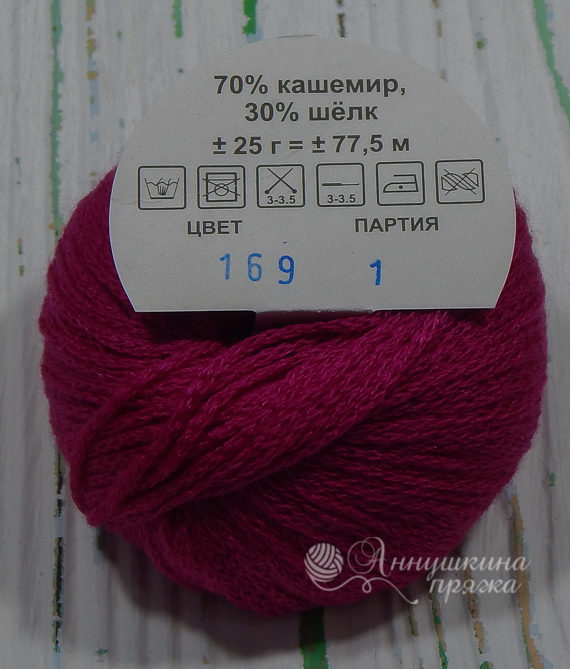 70% кашемир,
30% шёлк
± 25 г = ± 77,5 м
3-3.5 3-3.5
ЦВЕТ ПАРТИЯ
169 1
Аннушкина
пряжа